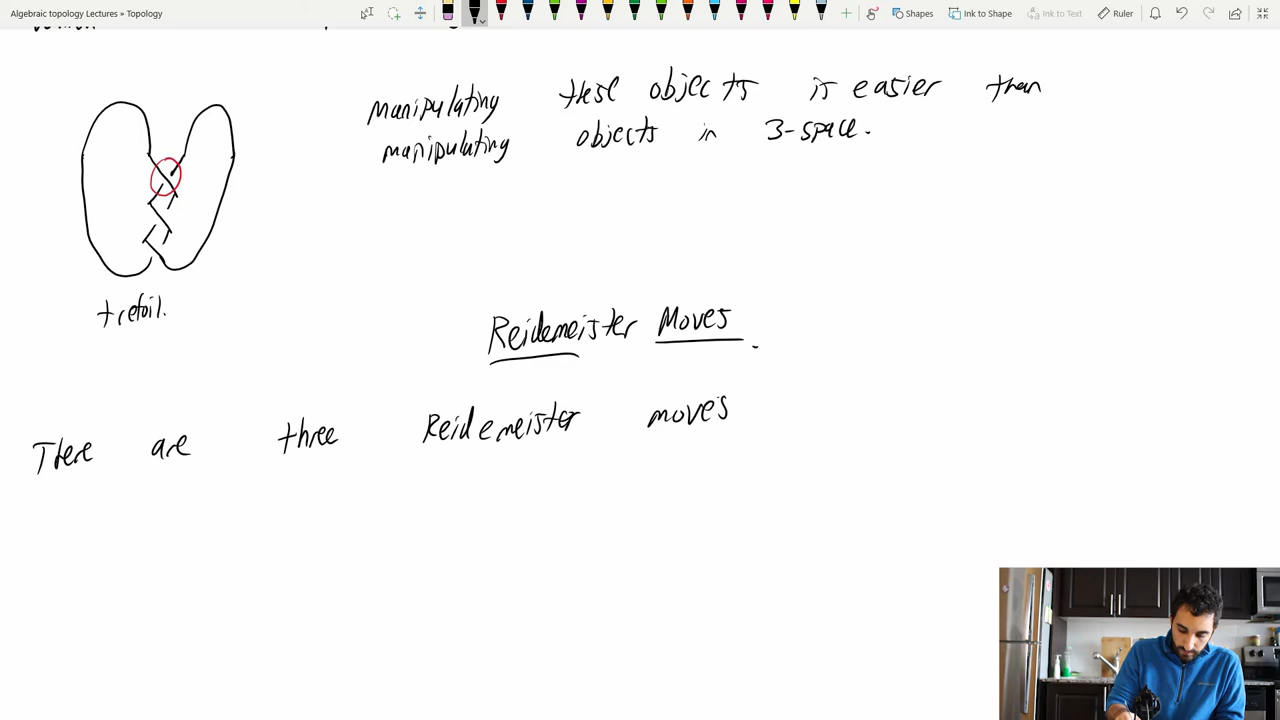 Algebraic topology Lectures » Topology
Shapes
Ink to Shape
Ink to Text
Ruler
manipulating these objects is easier than
manipulating objects in 3-space.
trefoil.
Reidemeister Moves.
There are three Reidemeister moves